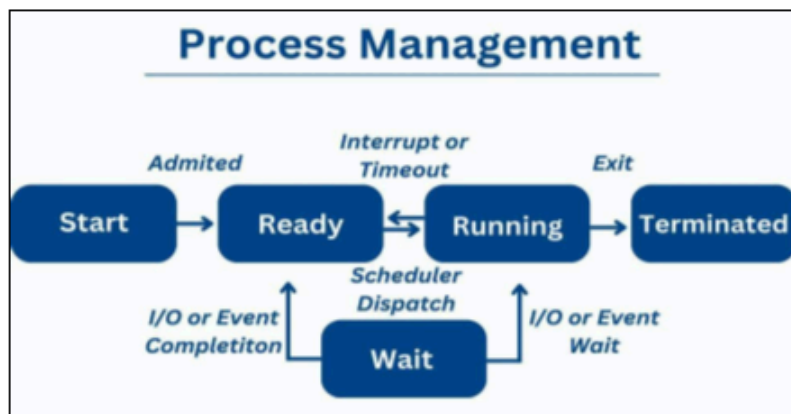 Process Management
Admited
Interrupt or
Timeout
Exit
Start
Ready
Running
Terminated
Scheduler
Dispatch
I/O or Event
Completiton
Wait
I/O or Event
Wait